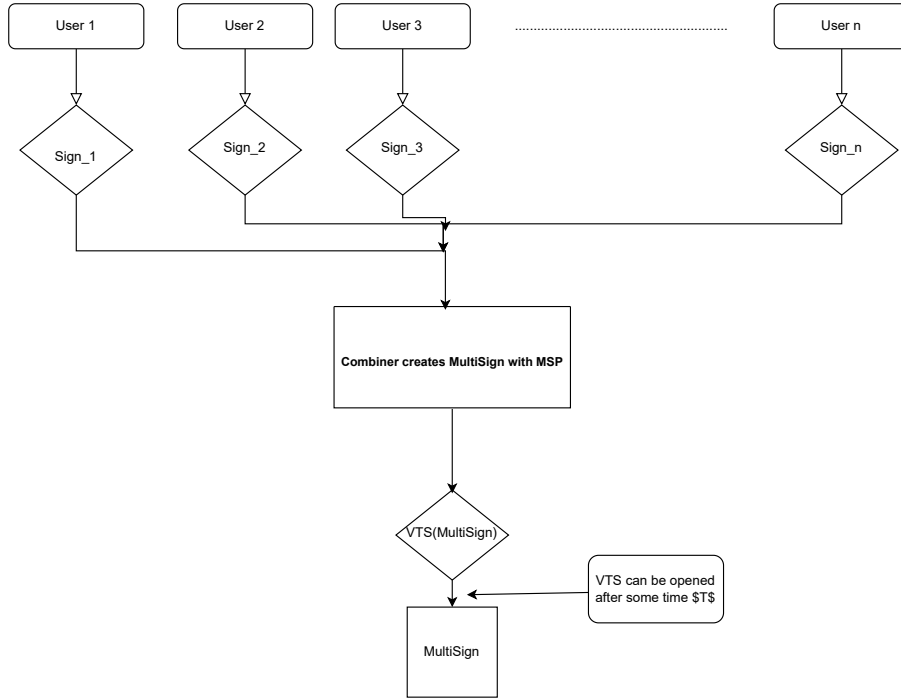 User 1
User 2
User 3
User n
Sign_1
Sign_2
Sign_3
Sign_n
Combiner creates MultiSign with MSP
VTS(MultiSign)
VTS can be opened
after some time $T$
MultiSign